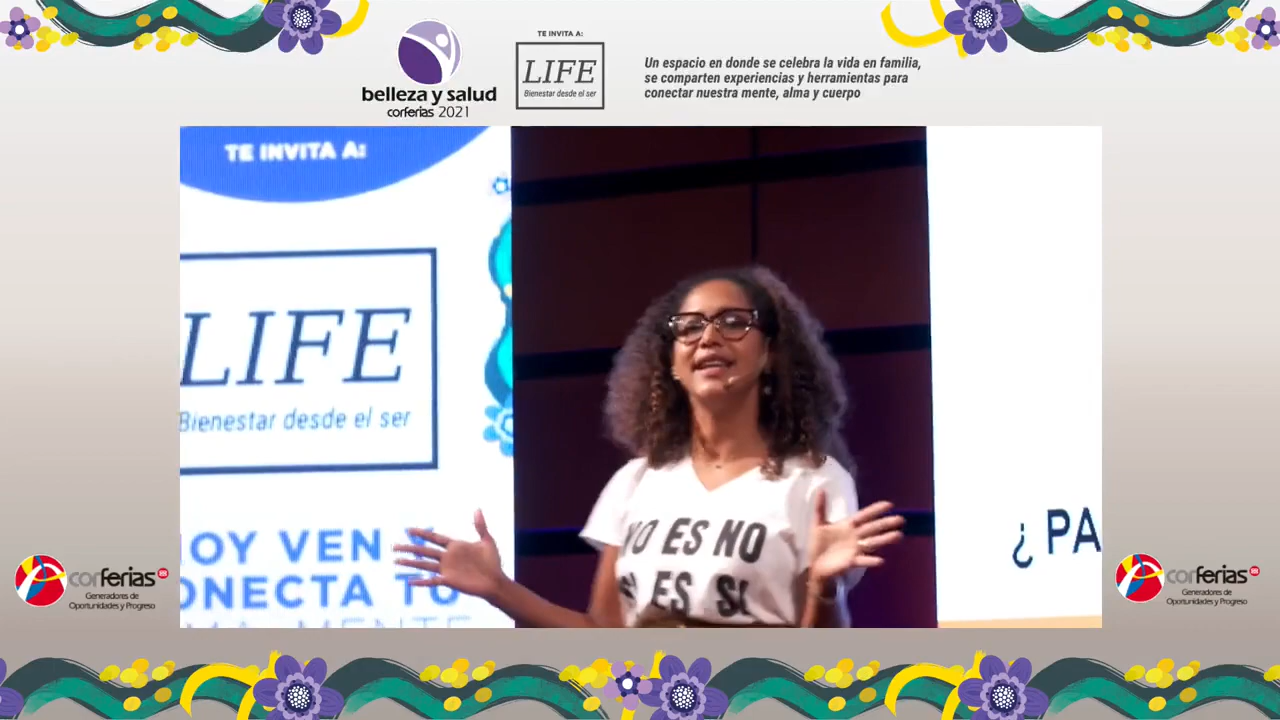 TE INVITA A:
LIFE
Bienestar desde el ser
belleza y salud
corferias 2021
Un espacio en donde se celebra la vida en familia,
se comparten experiencias y herramientas para
conectar nuestra mente, alma y cuerpo
TE INVITA A:
LIFE
Bienestar desde el ser
OY VEN Y
ONECTA TU
MENTE
O ES NO
ES SI
¿ PA
corferias
Generadores de
Oportunidades y Progreso
corferias
Generadores de
Oportunidades y Progreso